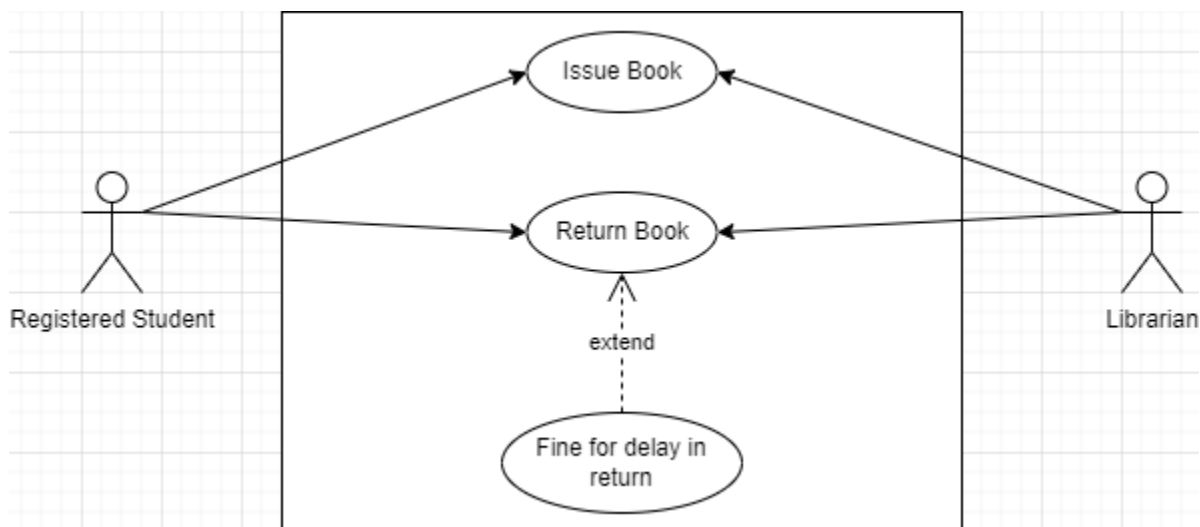 Issue Book
Return Book
Registered Student
Librarian
extend
Fine for delay in
return